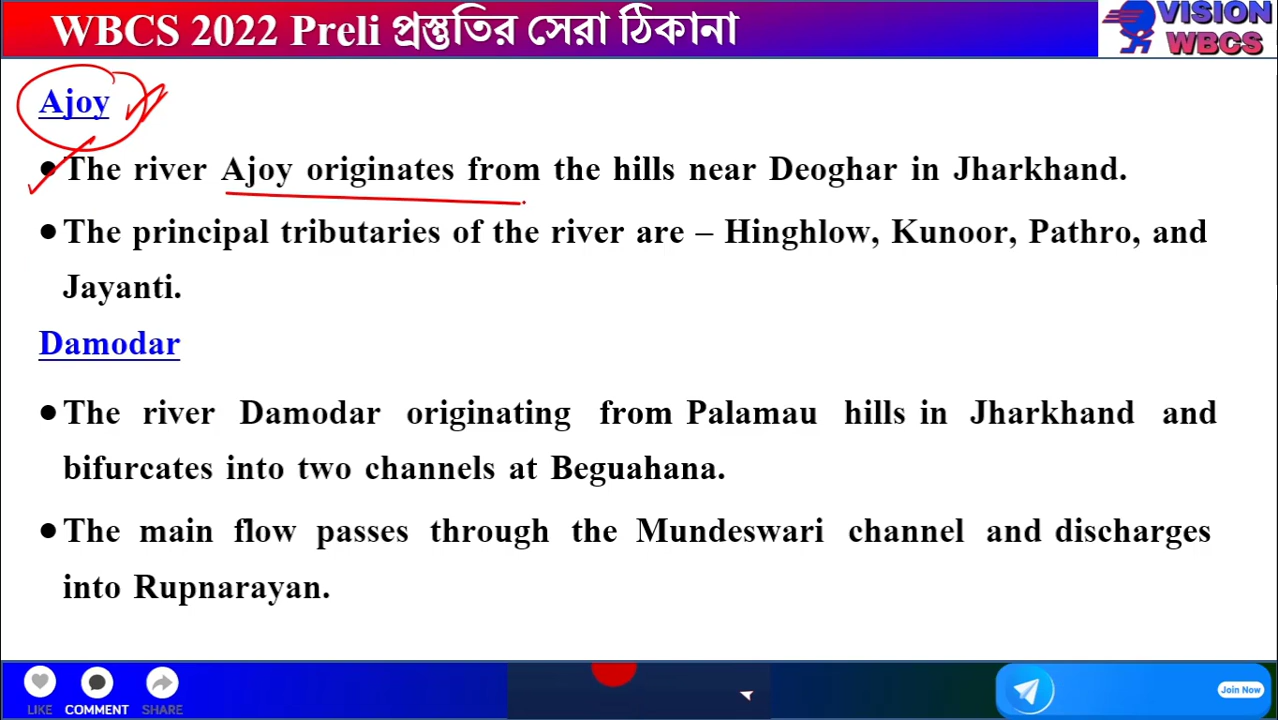 WBCS 2022 Preli প্রস্তুতির সেরা ঠিকানা
VISION
WBCS
Ajoy
• The river Ajoy originates from the hills near Deoghar in Jharkhand.
• The principal tributaries of the river are – Hinghlow, Kunoor, Pathro, and
Jayanti.
Damodar
• The river Damodar originating from Palamau hills in Jharkhand and
bifurcates into two channels at Beguahana.
• The main flow passes through the Mundeswari channel and discharges
into Rupnarayan.
LIKE COMMENT SHARE
Join Now